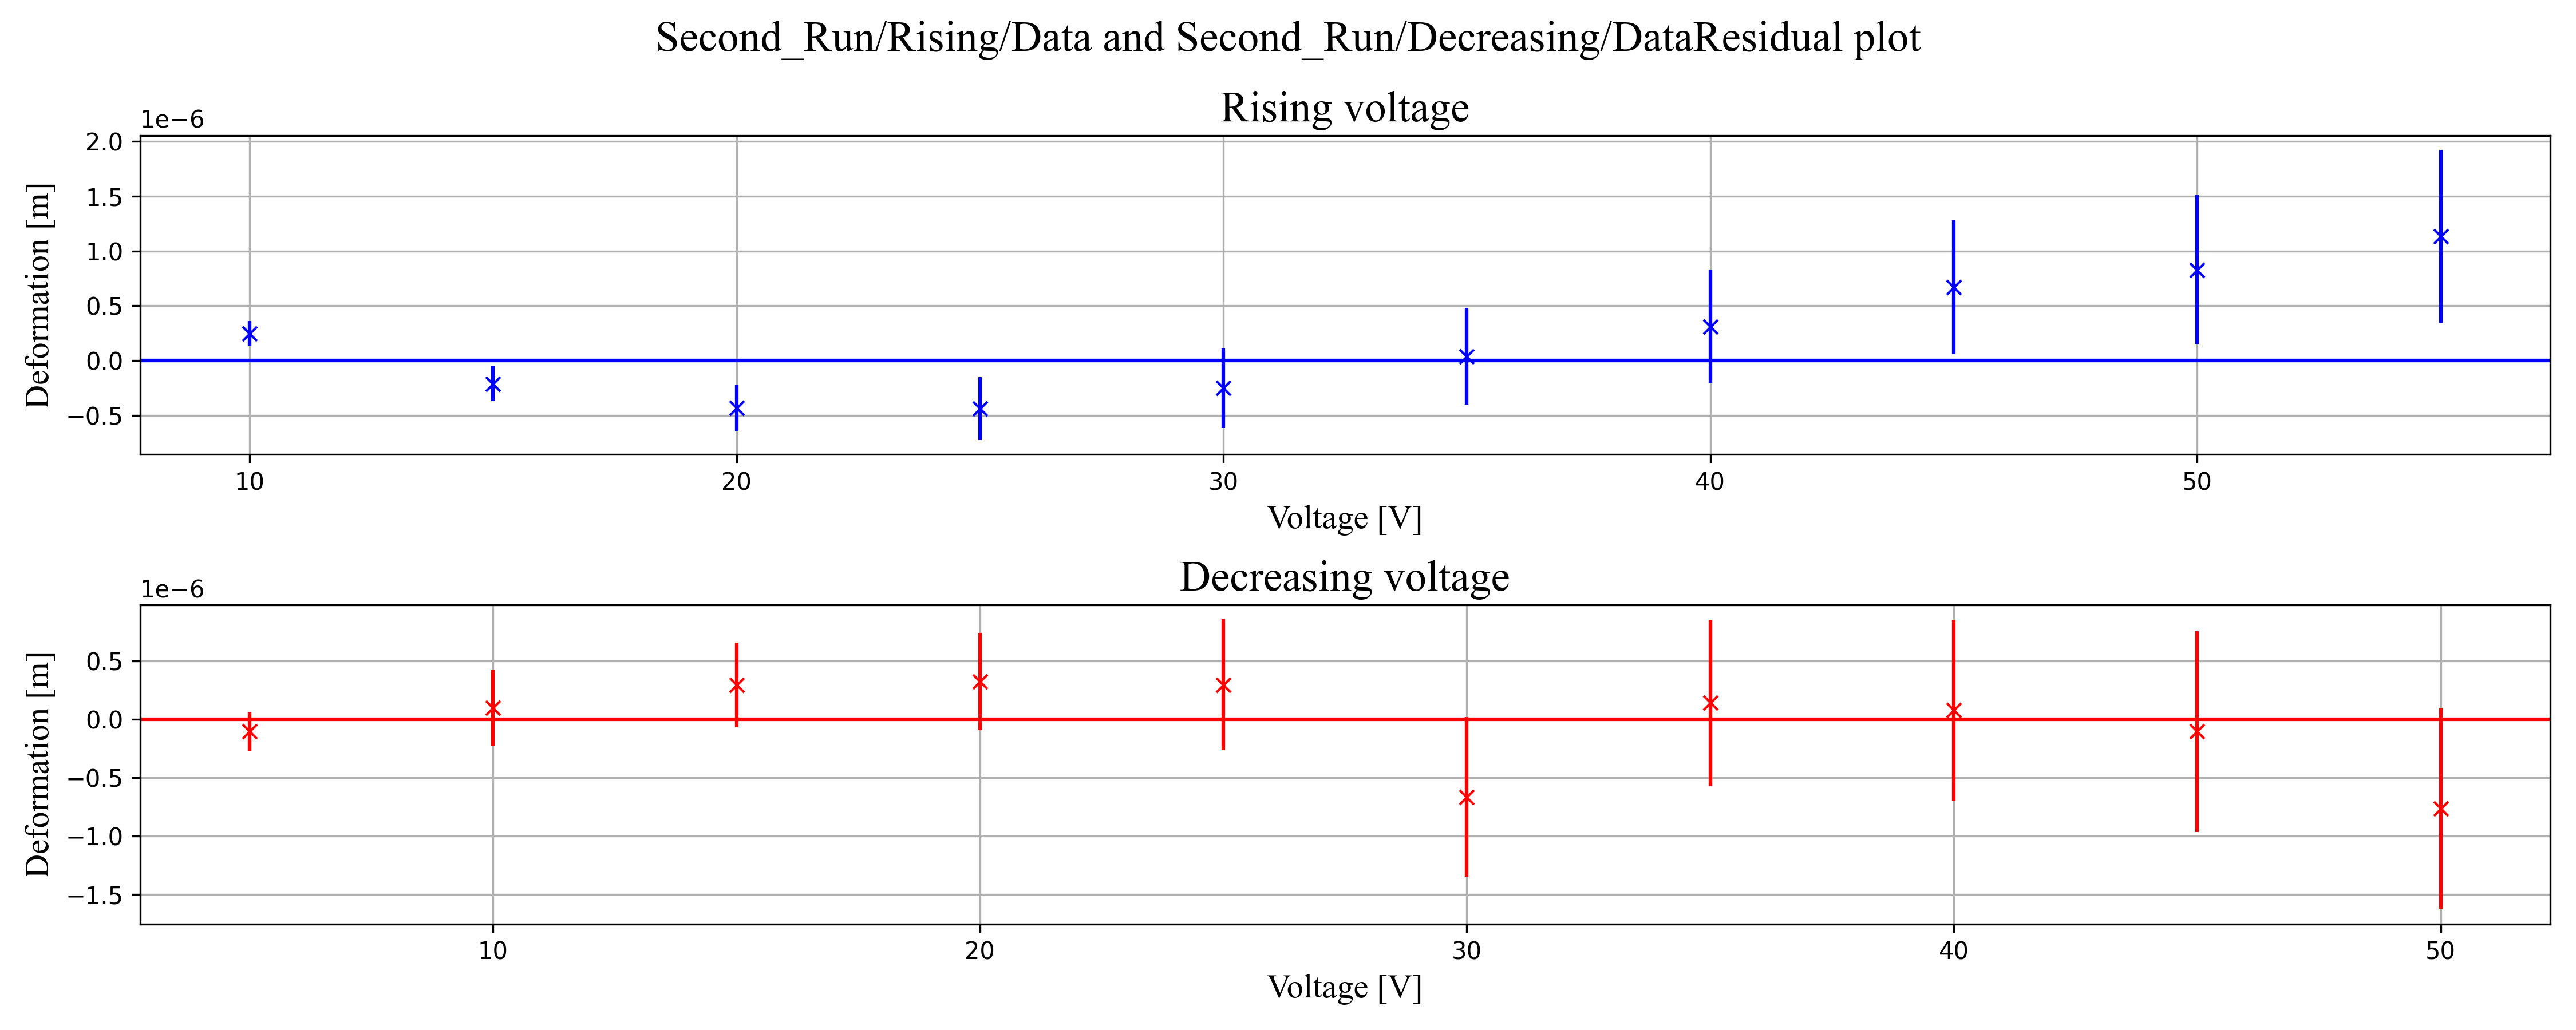 Second_Run/Rising/Data and Second_Run/Decreasing/DataResidual plot
Rising voltage
1e−6
2.0
1.5
1.0
0.5
0.0
−0.5
Deformation [m]
10 20 30 40 50
Voltage [V]
Decreasing voltage
1e−6
0.5
0.0
−0.5
−1.0
−1.5
Deformation [m]
10 20 30 40 50
Voltage [V]